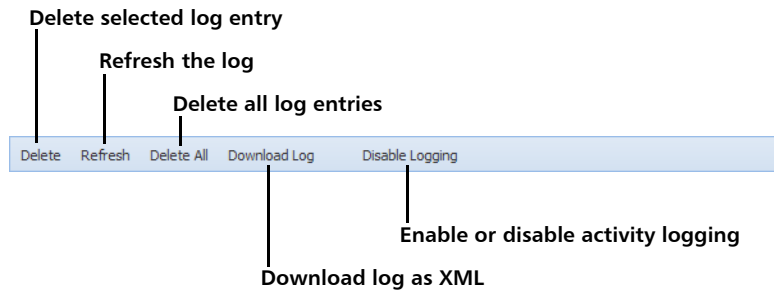 Delete selected log entry
Refresh the log
Delete all log entries
Delete Refresh Delete All Download Log Disable Logging
Enable or disable activity logging
Download log as XML